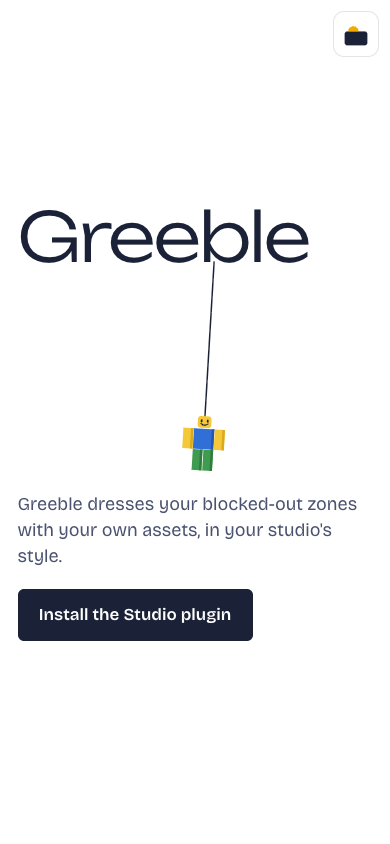 Greeble
Greeble dresses your blocked-out zones
with your own assets, in your studio's
style.
Install the Studio plugin